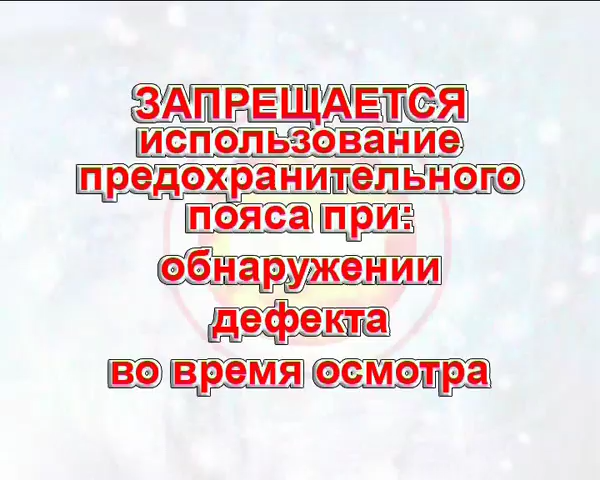 ЗАПРЕЩАЕТСЯ
использование
предохранительного
пояса при:
обнаружении
дефекта
во время осмотра